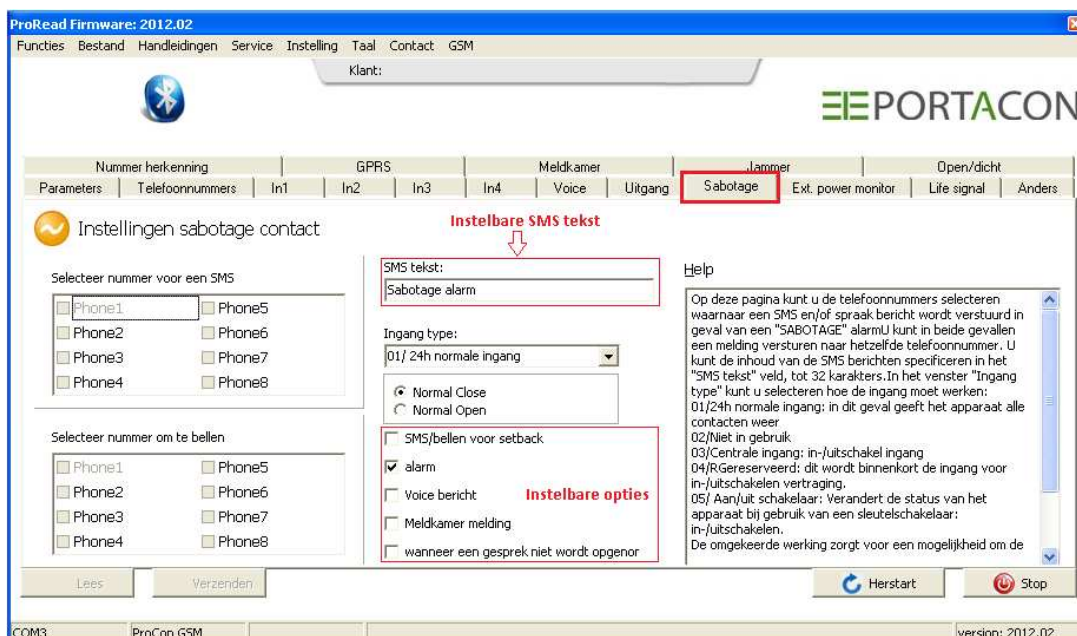 ProRead Firmware: 2012.02
Functies Bestand Handleidingen Service Instelling Taal Contact GSM
Klant:
PORTACON
Nummer herkenning GPRS Meldkamer Jammer Open/dicht
Parameters Telefoonnummers In1 In2 In3 In4 Voice Uitgang Sabotage Ext. power monitor Life signal Anders
Instellingen sabotage contact
Instelbare SMS tekst
Selecteer nummer voor een SMS
Phone1 Phone5
Phone2 Phone6
Phone3 Phone7
Phone4 Phone8
Selecteer nummer om te bellen
Phone1 Phone5
Phone2 Phone6
Phone3 Phone7
Phone4 Phone8
SMS tekst:
Sabotage alarm
Ingang type:
01/ 24h normale ingang
Normal Close
Normal Open
SMS/bellen voor setback
alarm
Voice bericht
Instelbare opties
Meldkamer melding
wanneer een gesprek niet wordt opgenor
Help
Op deze pagina kunt u de telefoonnummers selecteren
waarnaar een SMS en/of spraak bericht wordt verstuurd in
geval van een "SABOTAGE" alarmU kunt in beide gevallen
een melding versturen naar hetzelfde telefoonnummer. U
kunt de inhoud van de SMS berichten specificeren in het
"SMS tekst" veld, tot 32 karakters.In het venster "Ingang
type" kunt u selecteren hoe de ingang moet werken:
01/24h normale ingang: in dit geval geeft het apparaat alle
contacten weer
02/Niet in gebruik
03/Centrale ingang: in-/uitschakel ingang
04/RGereserveerd: dit wordt binnenkort de ingang voor
in-/uitschakelen vertraging.
05/ Aan/uit schakelaar: Verandert de status van het
apparaat bij gebruik van een sleutelschakelaar:
in-/uitschakelen.
De omgekeerde werking zorgt voor een mogelijkheid om de
Lees Verzenden Herstart Stop
COM3 ProCon GSM version: 2012.02